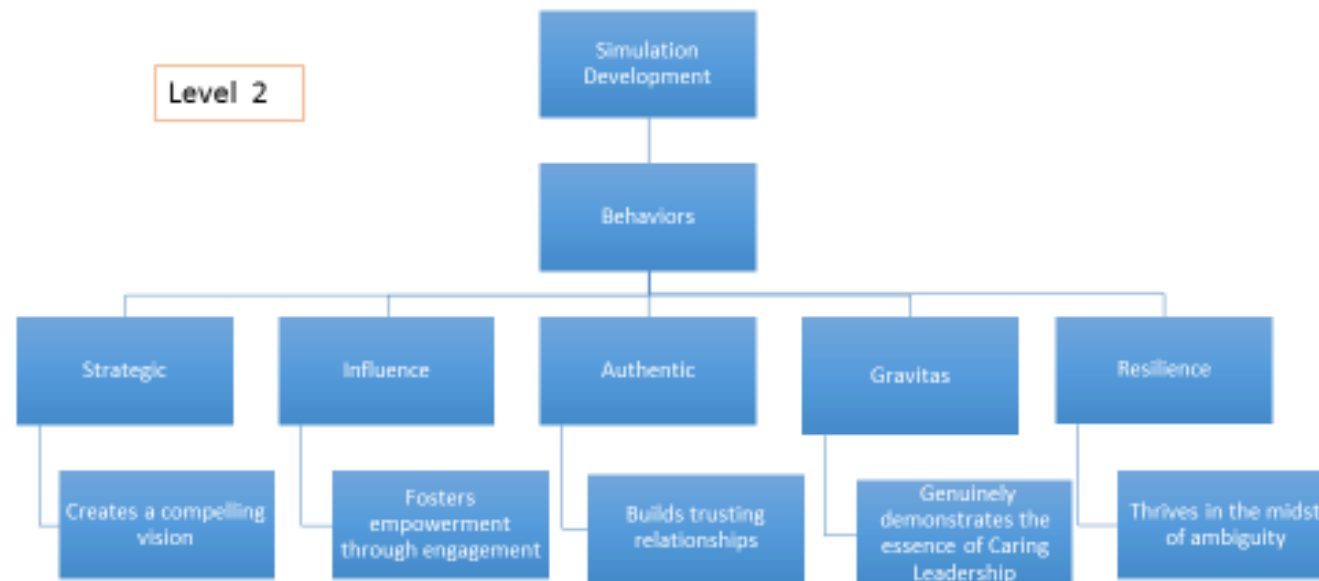 Simulation
Development
Level 2
Behaviors
Strategic
Influence
Authentic
Gravitas
Resilience
Creates a compelling
vision
Fosters
empowerment
through engagement
Builds trusting
relationships
Genuinely
demonstrates the
essence of Caring
Leadership
Thrives in the midst
of ambiguity